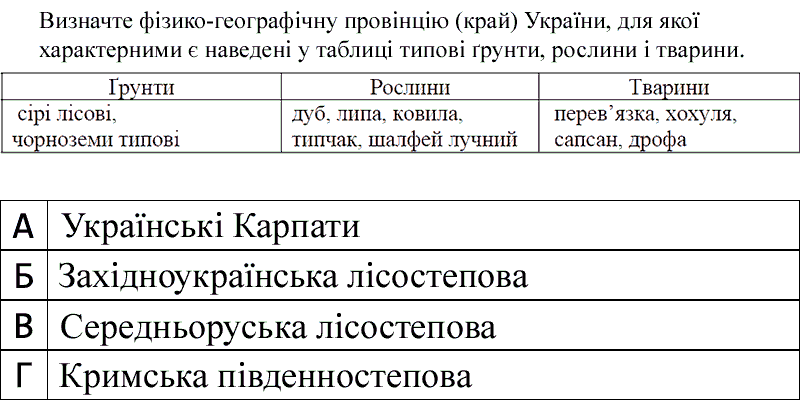 Визначте фізико-географічну провінцію (край) України, для якої
характерними є наведені у таблиці типові ґрунти, рослини і тварини.
Ґрунти Рослини Тварини
сірі лісові, дуб, липа, ковила, перев’язка, хохуля,
чорноземи типові типчак, шалфей лучний сапсан, дрофа
А Українські Карпати
Б Західноукраїнська лісостепова
В Середньоруська лісостепова
Г Кримська південностепова